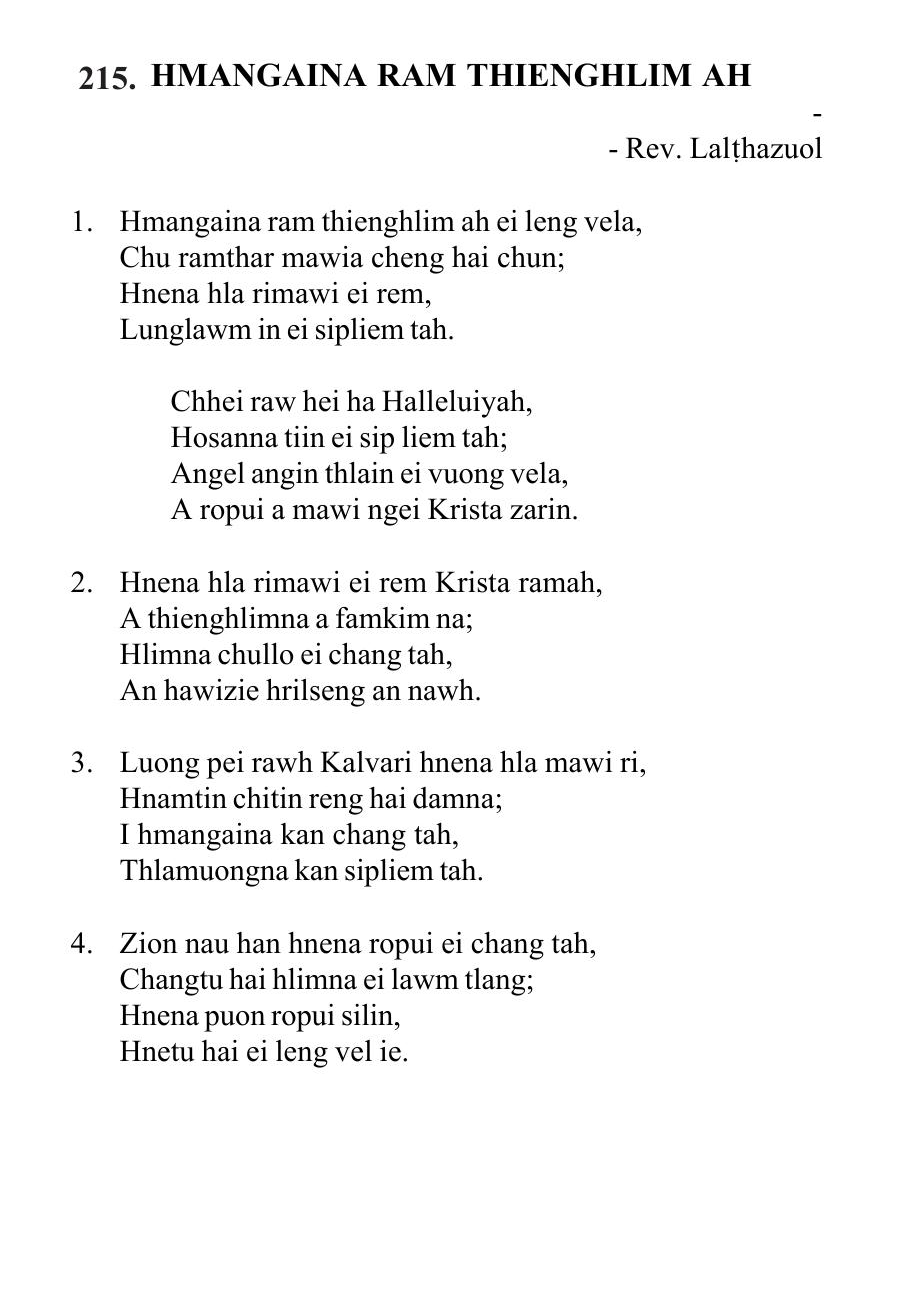 215. HMANGAINA RAM THIENGHLIM AH
-
- Rev. Lalṭhazuol
1. Hmangaina ram thienghlim ah ei leng vela,
Chu ramthar mawia cheng hai chun;
Hnena hla rimawi ei rem,
Lunglawm in ei sipliem tah.
Chhei raw hei ha Halleluiyah,
Hosanna tiin ei sip liem tah;
Angel angin thlain ei vuong vela,
A ropui a mawi ngei Krista zarin.
2. Hnena hla rimawi ei rem Krista ramah,
A thienghlimna a famkim na;
Hlimna chullo ei chang tah,
An hawizie hrilseng an nawh.
3. Luong pei rawh Kalvari hnena hla mawi ri,
Hnamtin chitin reng hai damna;
I hmangaina kan chang tah,
Thlamuongna kan sipliem tah.
4. Zion nau han hnena ropui ei chang tah,
Changtu hai hlimna ei lawm tlang;
Hnena puon ropui silin,
Hnetu hai ei leng vel ie.